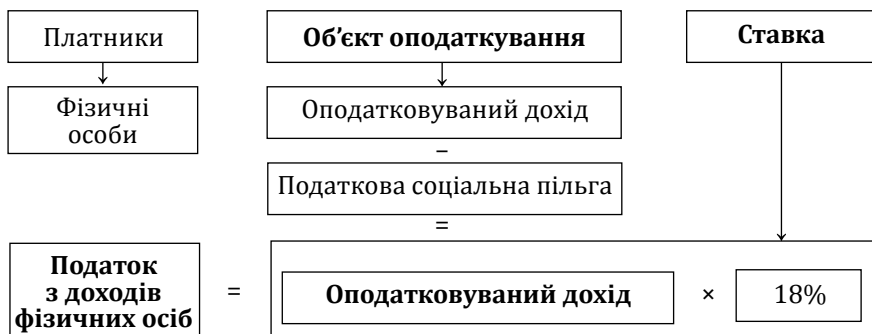 Платники
Об’єкт оподаткування
Ставка
Фізичні
особи
Оподатковуваний дохід
–
Податкова соціальна пільга
=
Податок
з доходів
фізичних осіб
=
Оподатковуваний дохід
×
18%